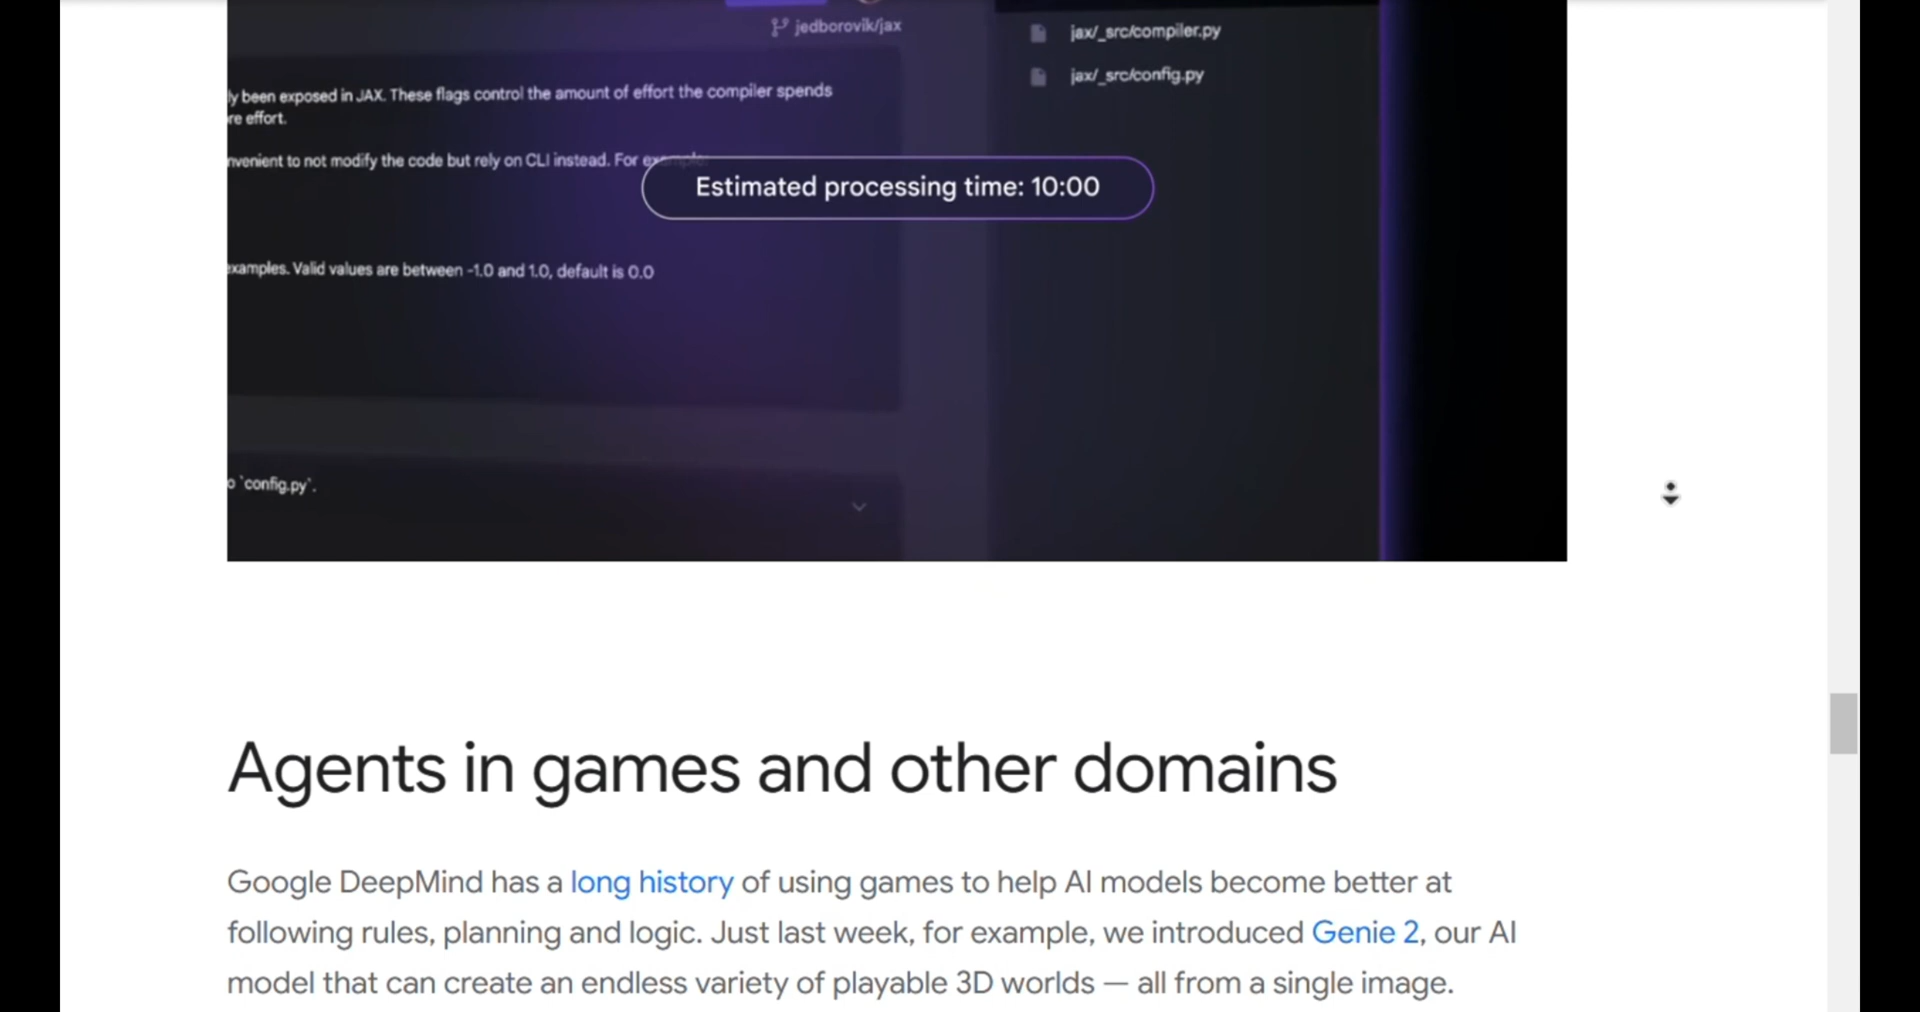 jedborovik/jax
jax/_src/compiler.py
jax/_src/config.py
ly been exposed in JAX. These flags control the amount of effort the compiler spends
re effort.
nvenient to not modify the code but rely on CLI instead. For example:
Estimated processing time: 10:00
examples. Valid values are between -1.0 and 1.0, default is 0.0
o `config.py`.
Agents in games and other domains
Google DeepMind has a long history of using games to help AI models become better at
following rules, planning and logic. Just last week, for example, we introduced Genie 2, our AI
model that can create an endless variety of playable 3D worlds — all from a single image.